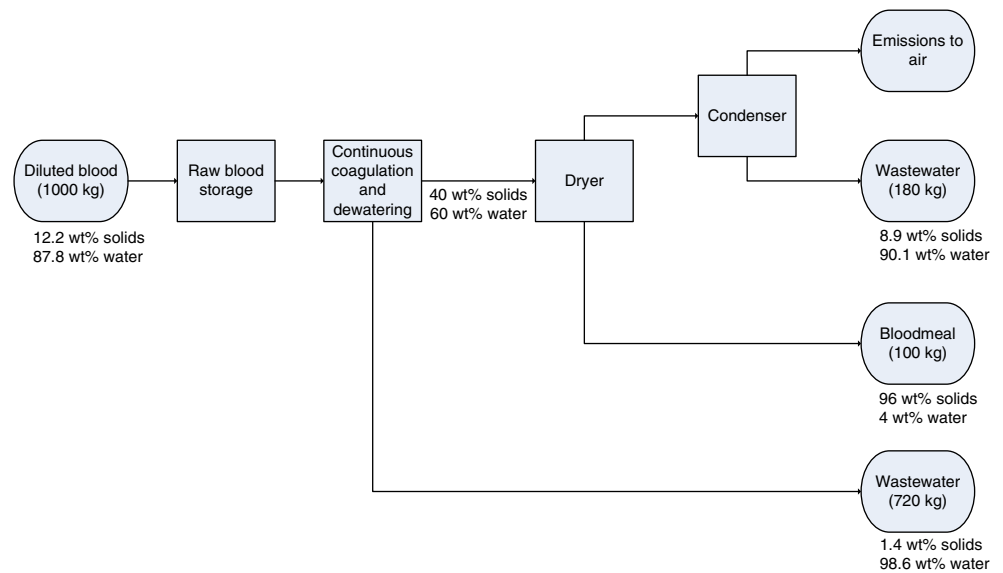 Emissions to
air
Condenser
Diluted blood
(1000 kg)
12.2 wt% solids
87.8 wt% water
Raw blood
storage
Continuous
coagulation
and
dewatering
40 wt% solids
60 wt% water
Dryer
Wastewater
(180 kg)
8.9 wt% solids
90.1 wt% water
Bloodmeal
(100 kg)
96 wt% solids
4 wt% water
Wastewater
(720 kg)
1.4 wt% solids
98.6 wt% water